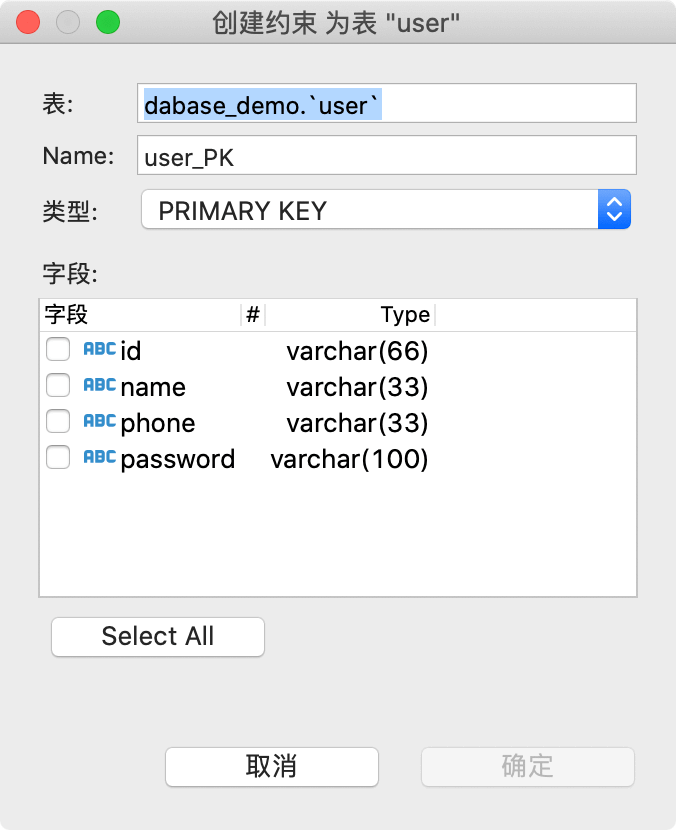 创建约束 为表 "user"
表: dabase_demo.`user`
Name: user_PK
类型: PRIMARY KEY
字段:
字段 # Type
ABC id varchar(66)
ABC name varchar(33)
ABC phone varchar(33)
ABC password varchar(100)
Select All
取消 确定